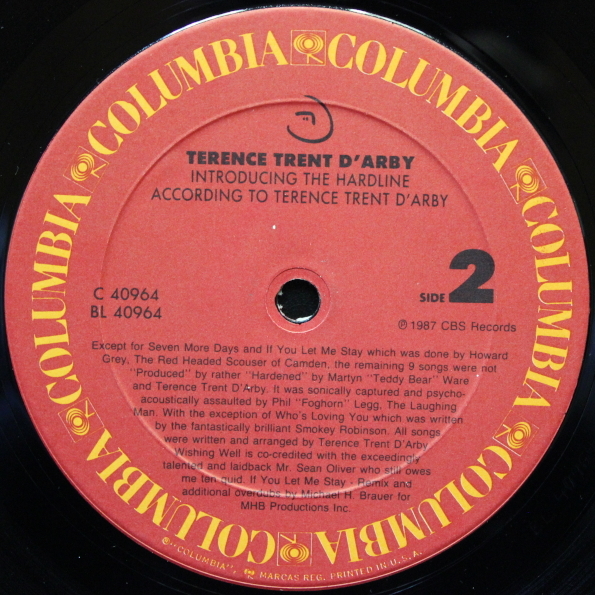 COLUMBIA COLUMBIA COLUMBIA COLUMBIA COLUMBIA COLUMBIA COLUMBIA COLUMBIA
TERENCE TRENT D'ARBY
INTRODUCING THE HARDLINE
ACCORDING TO TERENCE TRENT D'ARBY
C 40964
BL 40964
SIDE 2
℗ 1987 CBS Records
Except for Seven More Days and If You Let Me Stay which was done by Howard
Grey, The Red Headed Scouser of Camden, the remaining 9 songs were not
"Produced" by rather "Hardened" by Martyn "Teddy Bear" Ware
and Terence Trent D'Arby. It was sonically captured and psycho-
acoustically assaulted by Phil "Foghorn" Legg, The Laughing
Man. With the exception of Who's Loving You which was written
by the fantastically brilliant Smokey Robinson. All songs
were written and arranged by Terence Trent D'Arby
Wishing Well is co-credited with the exceedingly
talented and laidback Mr. Sean Oliver who still owes
me ten quid. If You Let Me Stay - Remix and
additional overdubs by Michael H. Brauer for
MHB Productions Inc.
©"COLUMBIA", ® MARCAS REG. PRINTED IN U.S.A.